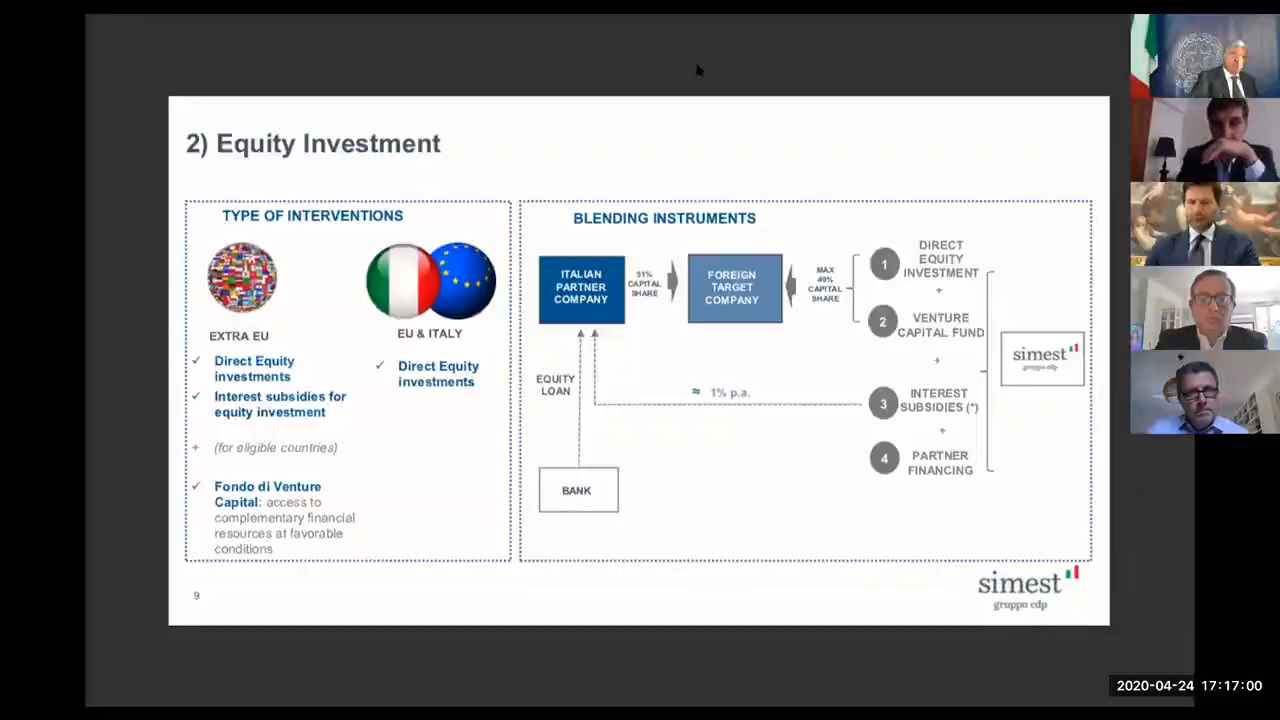 2) Equity Investment
TYPE OF INTERVENTIONS
EXTRA EU
✓ Direct Equity
investments
✓ Interest subsidies for
equity investment
+ (for eligible countries)
✓ Fondo di Venture
Capital: access to
complementary financial
resources at favorable
conditions
EU & ITALY
✓ Direct Equity
investments
BLENDING INSTRUMENTS
ITALIAN
PARTNER
COMPANY
51%
CAPITAL
SHARE
FOREIGN
TARGET
COMPANY
MAX
49%
CAPITAL
SHARE
1
DIRECT
EQUITY
INVESTMENT
+
2
VENTURE
CAPITAL FUND
+
3
INTEREST
SUBSIDIES (*)
+
4
PARTNER
FINANCING
simest
gruppo cdp
EQUITY
LOAN
≈ 1% p.a.
BANK
9
simest
gruppo cdp
2020-04-24 17:17:00